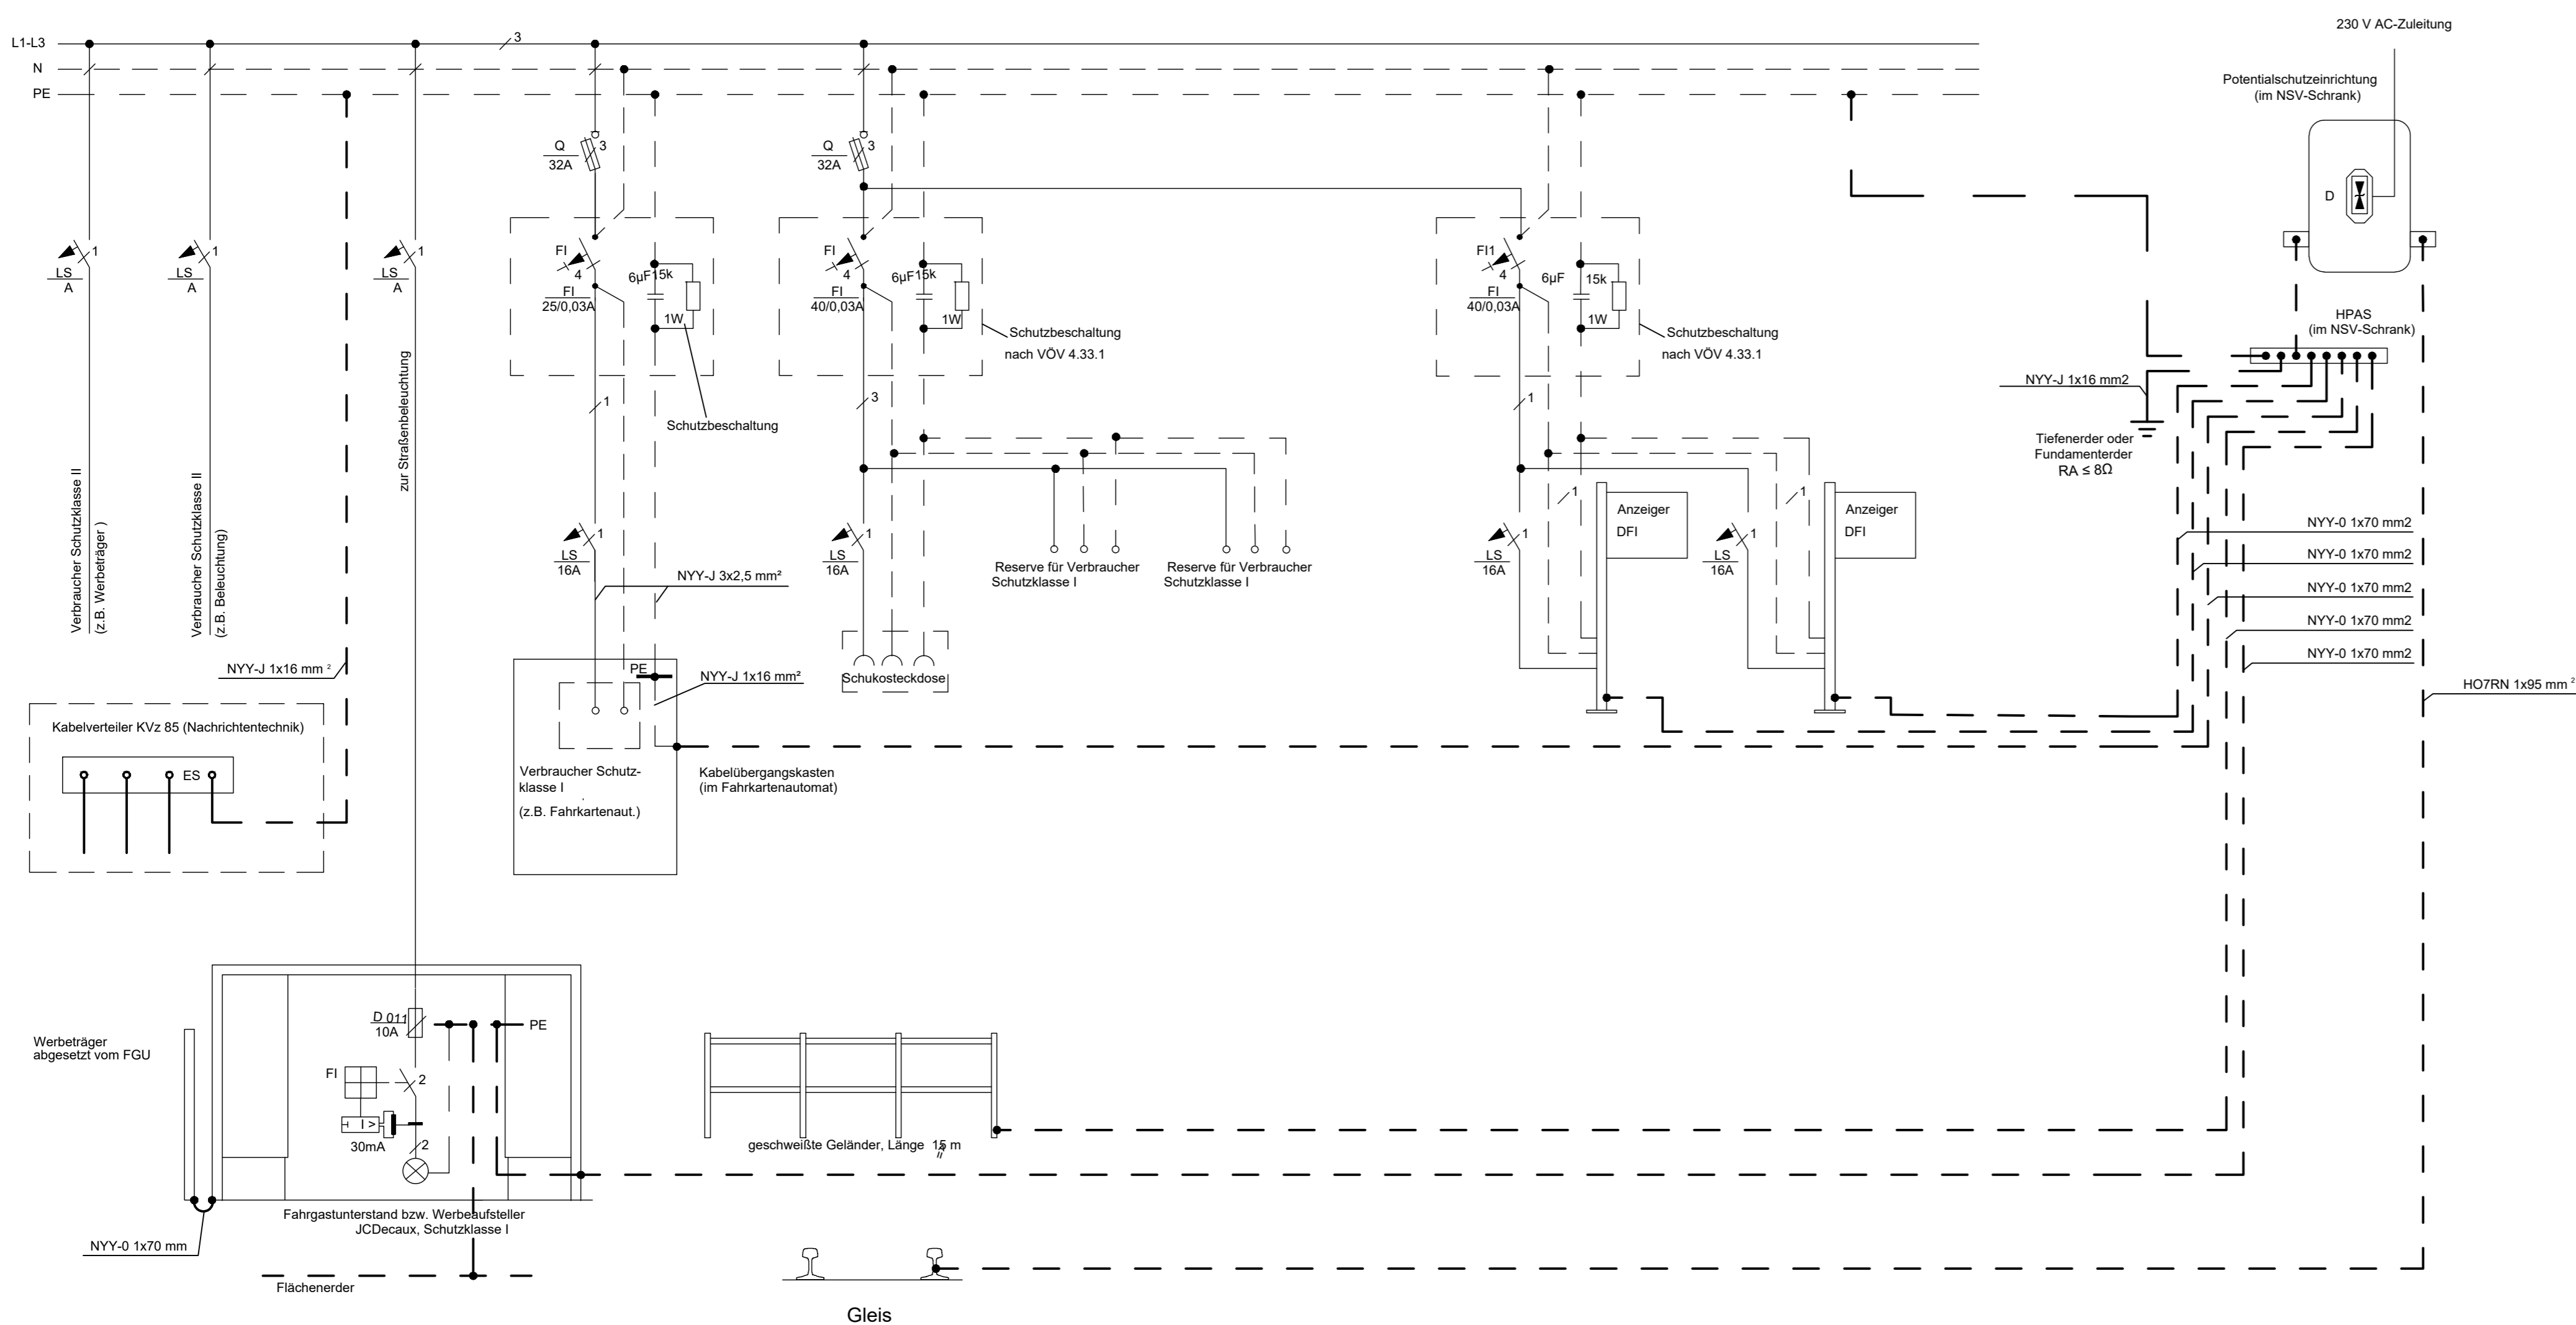 230 V AC-Zuleitung
L1-L3
3
N
PE
Potentialschutzeinrichtung
(im NSV-Schrank)
D
Q
32A
3
Q
32A
3
LS
A
1
LS
A
1
LS
A
1
FI
4
FI
25/0,03A
6µF
15k
1W
FI
4
FI
40/0,03A
6µF
15k
1W
Schutzbeschaltung
nach VÖV 4.33.1
FI1
4
FI
40/0,03A
6µF
15k
1W
Schutzbeschaltung
nach VÖV 4.33.1
HPAS
(im NSV-Schrank)
NYY-J 1x16 mm2
Tiefenerder oder
Fundamenterder
RA ≤ 8Ω
zur Straßenbeleuchtung
1
Schutzbeschaltung
3
1
1
1
Verbraucher Schutzklasse II
(z.B. Werbeträger )
Verbraucher Schutzklasse II
(z.B. Beleuchtung)
LS
16A
1
LS
16A
1
LS
16A
1
LS
16A
1
Anzeiger
DFI
Anzeiger
DFI
Reserve für Verbraucher
Schutzklasse I
Reserve für Verbraucher
Schutzklasse I
NYY-J 3x2,5 mm²
NYY-0 1x70 mm2
NYY-0 1x70 mm2
NYY-0 1x70 mm2
NYY-0 1x70 mm2
NYY-0 1x70 mm2
HO7RN 1x95 mm ²
NYY-J 1x16 mm ²
PE
NYY-J 1x16 mm²
Schukosteckdose
Kabelverteiler KVz 85 (Nachrichtentechnik)
ES
Verbraucher Schutz-
klasse I
(z.B. Fahrkartenaut.)
Kabelübergangskasten
(im Fahrkartenautomat)
Werbeträger
abgesetzt vom FGU
D 011
10A
PE
FI
2
I >
30mA
2
geschweißte Geländer, Länge 15 m
Fahrgastunterstand bzw. Werbeaufsteller
JCDecaux, Schutzklasse I
NYY-0 1x70 mm
Flächenerder
Gleis